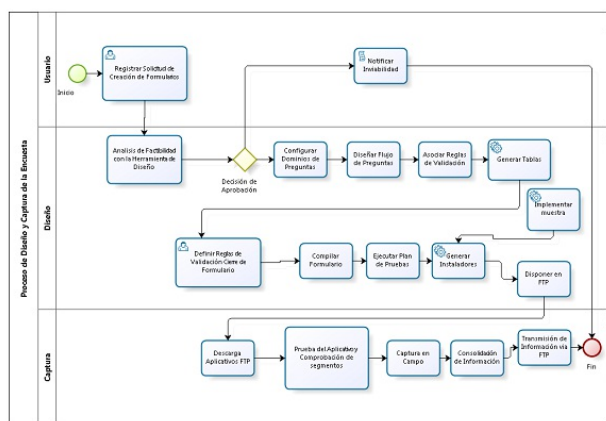 Proceso de Diseño y Captura de la Encuesta
Usuario
Inicio
Registrar Solicitud de
Creación de Formularios
Notificar
Inviabilidad
Diseño
Analisis de Factibilidad
con la Herramienta de
Diseño
Decisión de
Aprobación
Configurar
Dominios de
Preguntas
Diseñar Flujo
de Preguntas
Asociar Reglas
de Validación
Generar Tablas
Implementar
muestra
Definir Reglas de
Validación Cierre de
Formulario
Compilar
Formulario
Ejecutar Plan
de Pruebas
Generar
Instaladores
Disponer en
FTP
Captura
Descarga
Aplicativos FTP
Prueba del Aplicativo y
Comprobación de
segmentos
Captura en
Campo
Consolidación
de Información
Transmisión de
Información via
FTP
Fin